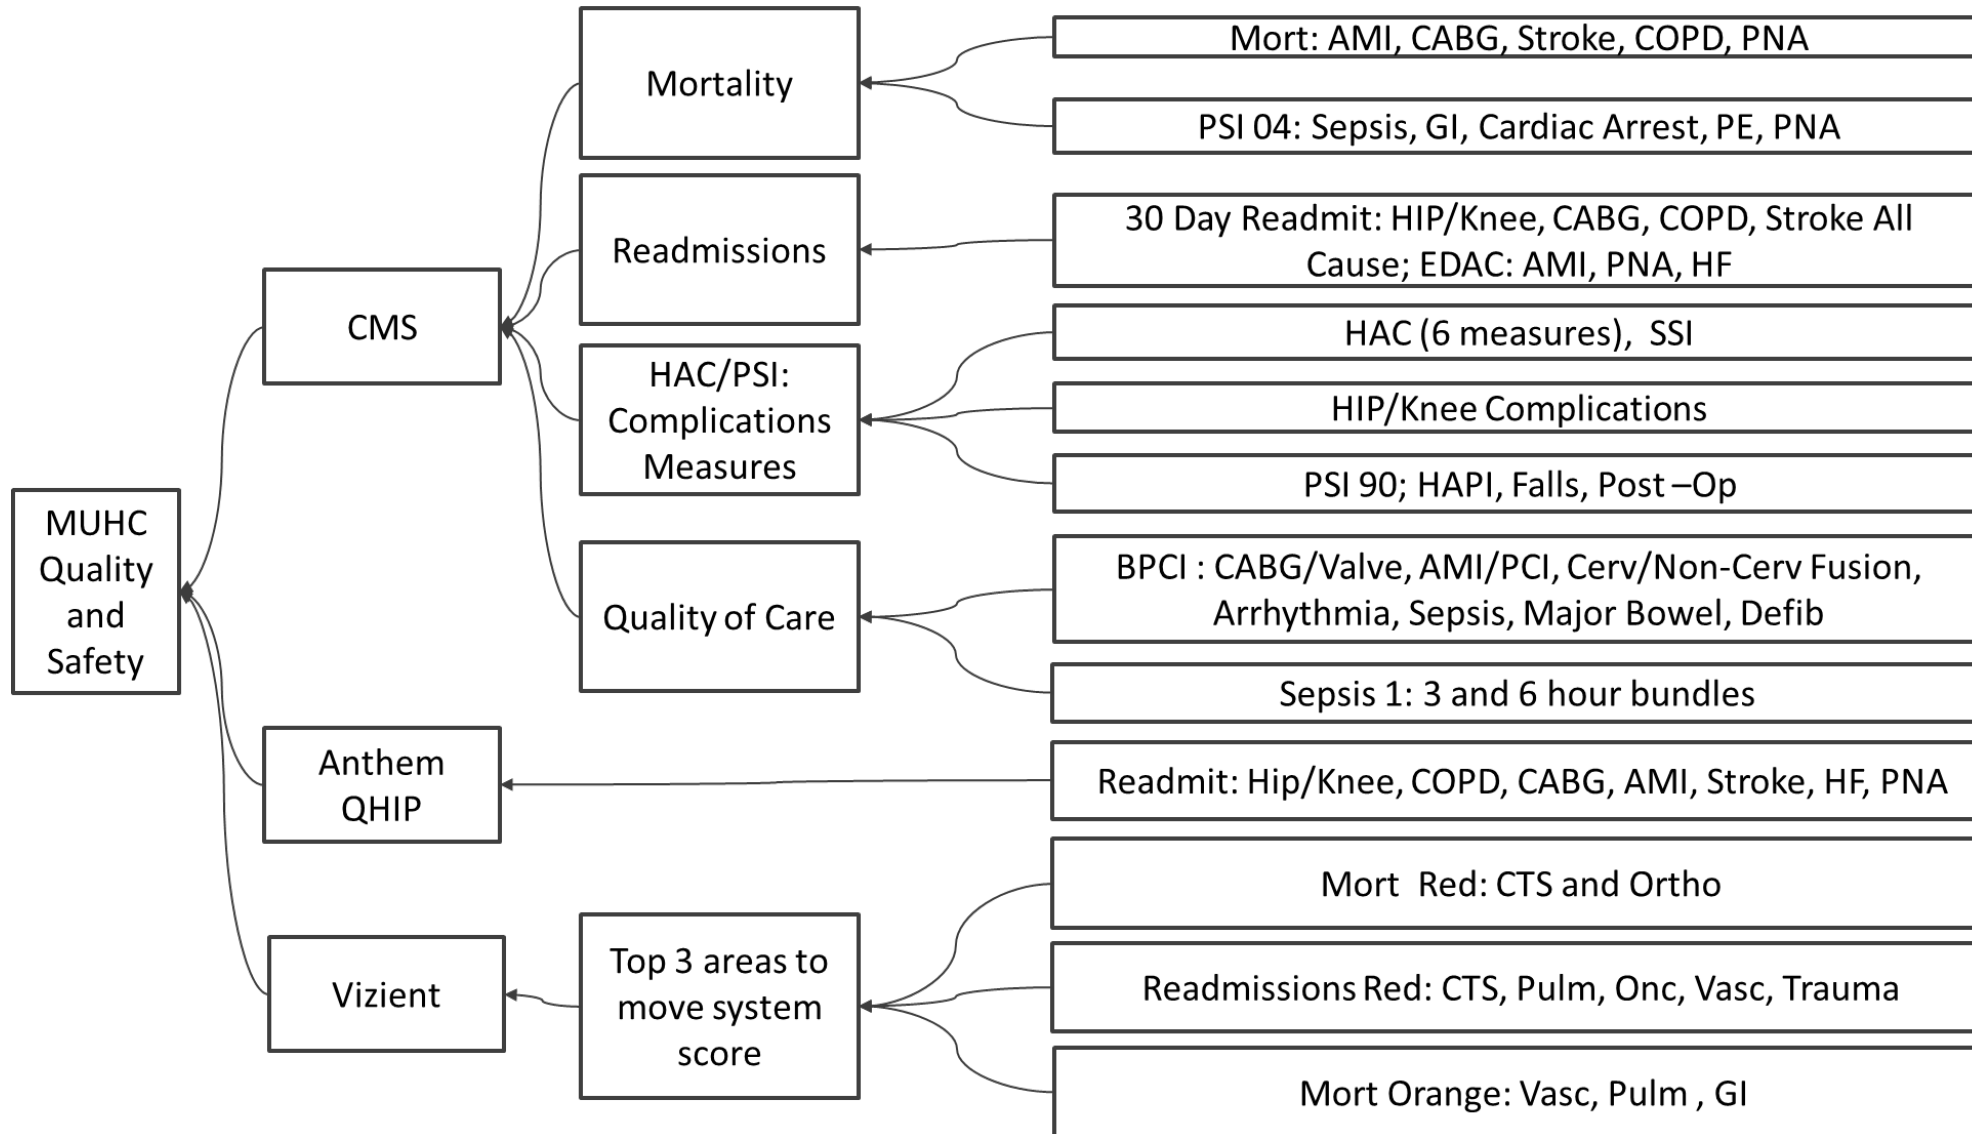 Mortality
Mort: AMI, CABG, Stroke, COPD, PNA
PSI 04: Sepsis, GI, Cardiac Arrest, PE, PNA
Readmissions
30 Day Readmit: HIP/Knee, CABG, COPD, Stroke All
Cause; EDAC: AMI, PNA, HF
CMS
HAC/PSI:
Complications
Measures
HAC (6 measures),  SSI
HIP/Knee Complications
PSI 90; HAPI, Falls, Post –Op
MUHC
Quality
and
Safety
Quality of Care
BPCI : CABG/Valve, AMI/PCI, Cerv/Non-Cerv Fusion,
Arrhythmia, Sepsis, Major Bowel, Defib
Sepsis 1: 3 and 6 hour bundles
Anthem
QHIP
Readmit: Hip/Knee, COPD, CABG, AMI, Stroke, HF, PNA
Vizient
Top 3 areas to
move system
score
Mort  Red: CTS and Ortho
Readmissions Red: CTS, Pulm, Onc, Vasc, Trauma
Mort Orange: Vasc, Pulm , GI